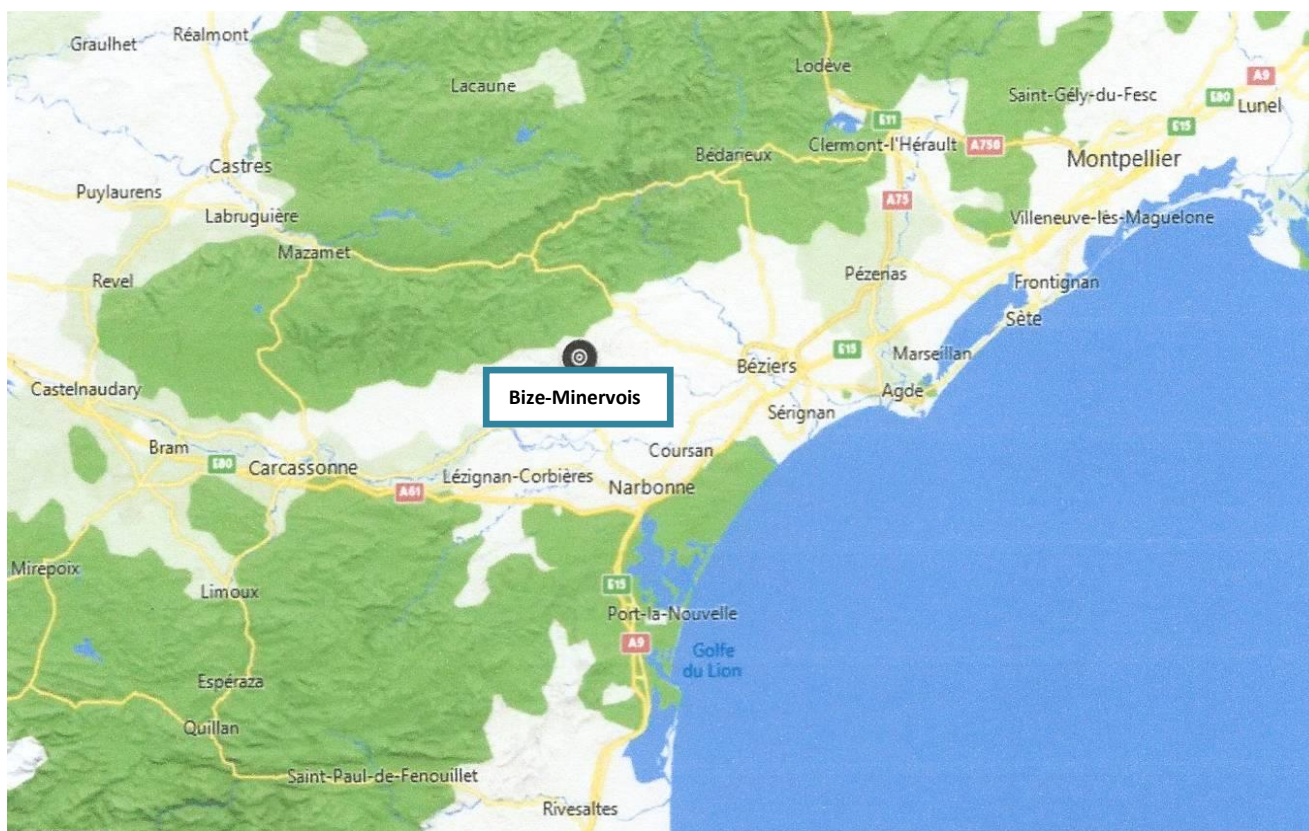 Graulhet
Réalmont
Lacaune
Lodève
A9
Saint-Gély-du-Fesc
E80
Lunel
E11
E15
Bédarieux
Clermont-l'Hérault
A750
Montpellier
Castres
Puylaurens
A75
Labruguière
Villeneuve-lès-Maguelone
Mazamet
Revel
Pézenas
Frontignan
Sète
E15
Marseillan
Béziers
Castelnaudary
Agde
Bize-Minervois
Sérignan
Bram
Coursan
E80
Carcassonne
Lézignan-Corbières
A61
Narbonne
Mirepoix
Limoux
E15
Port-la-Nouvelle
A9
Golfe
du Lion
Espéraza
Quillan
Saint-Paul-de-Fenouillet
Rivesaltes